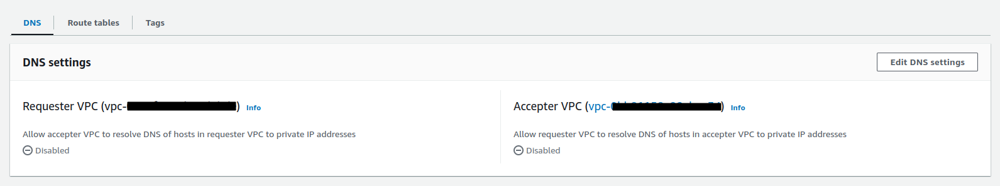 DNS
Route tables
Tags
DNS settings
Edit DNS settings
Requester VPC (vpc-) Info
Allow accepter VPC to resolve DNS of hosts in requester VPC to private IP addresses
Disabled
Accepter VPC (vpc-) Info
Allow requester VPC to resolve DNS of hosts in accepter VPC to private IP addresses
Disabled